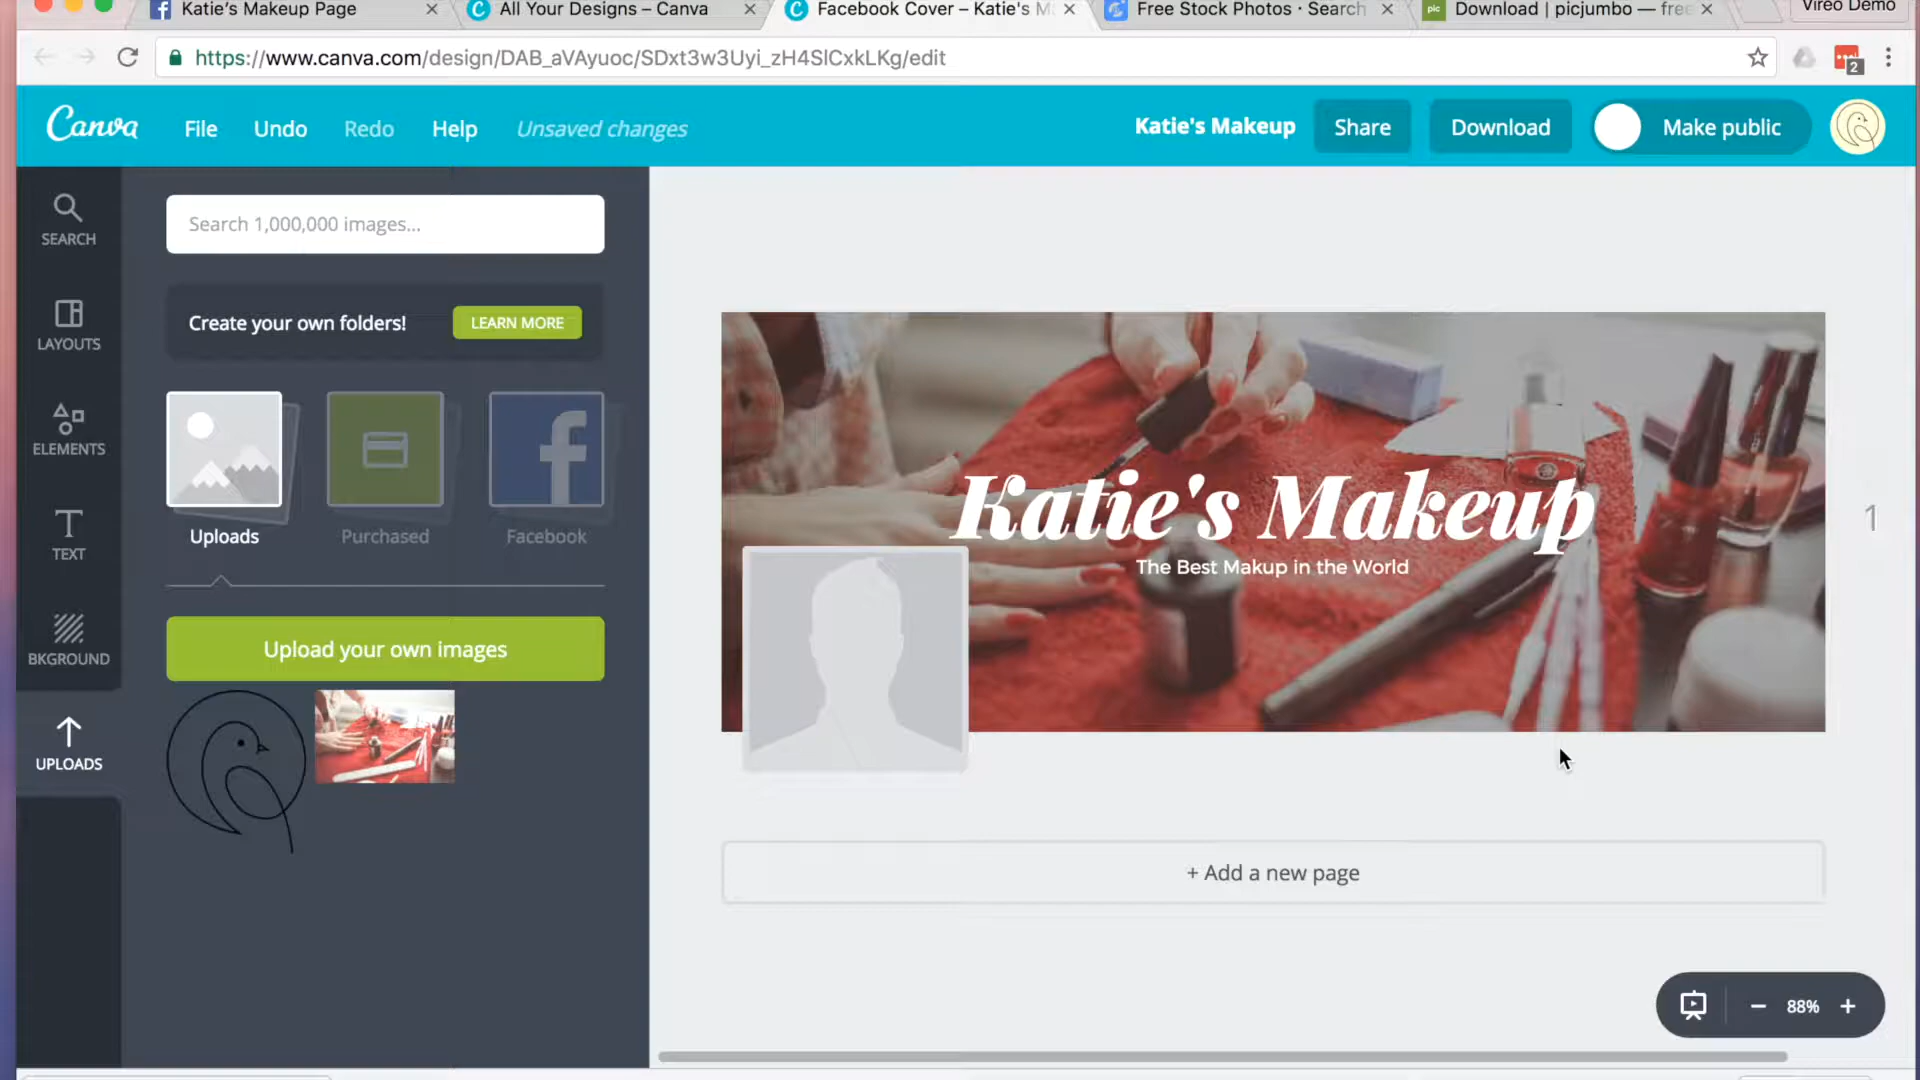 Katie's Makeup Page
All Your Designs – Canva
Facebook Cover – Katie's M
Free Stock Photos · Search
pic
Download | picjumbo — free
Vireo Demo
https://www.canva.com/design/DAB_aVAyuoc/SDxt3w3Uyi_zH4SlCxkLKg/edit
2
Canva
File
Undo
Redo
Help
Unsaved changes
Katie's Makeup
Share
Download
Make public
SEARCH
LAYOUTS
ELEMENTS
TEXT
BKGROUND
UPLOADS
Search 1,000,000 images...
Create your own folders!
LEARN MORE
Uploads
Purchased
Facebook
Upload your own images
Katie's Makeup
The Best Makup in the World
1
+ Add a new page
88%